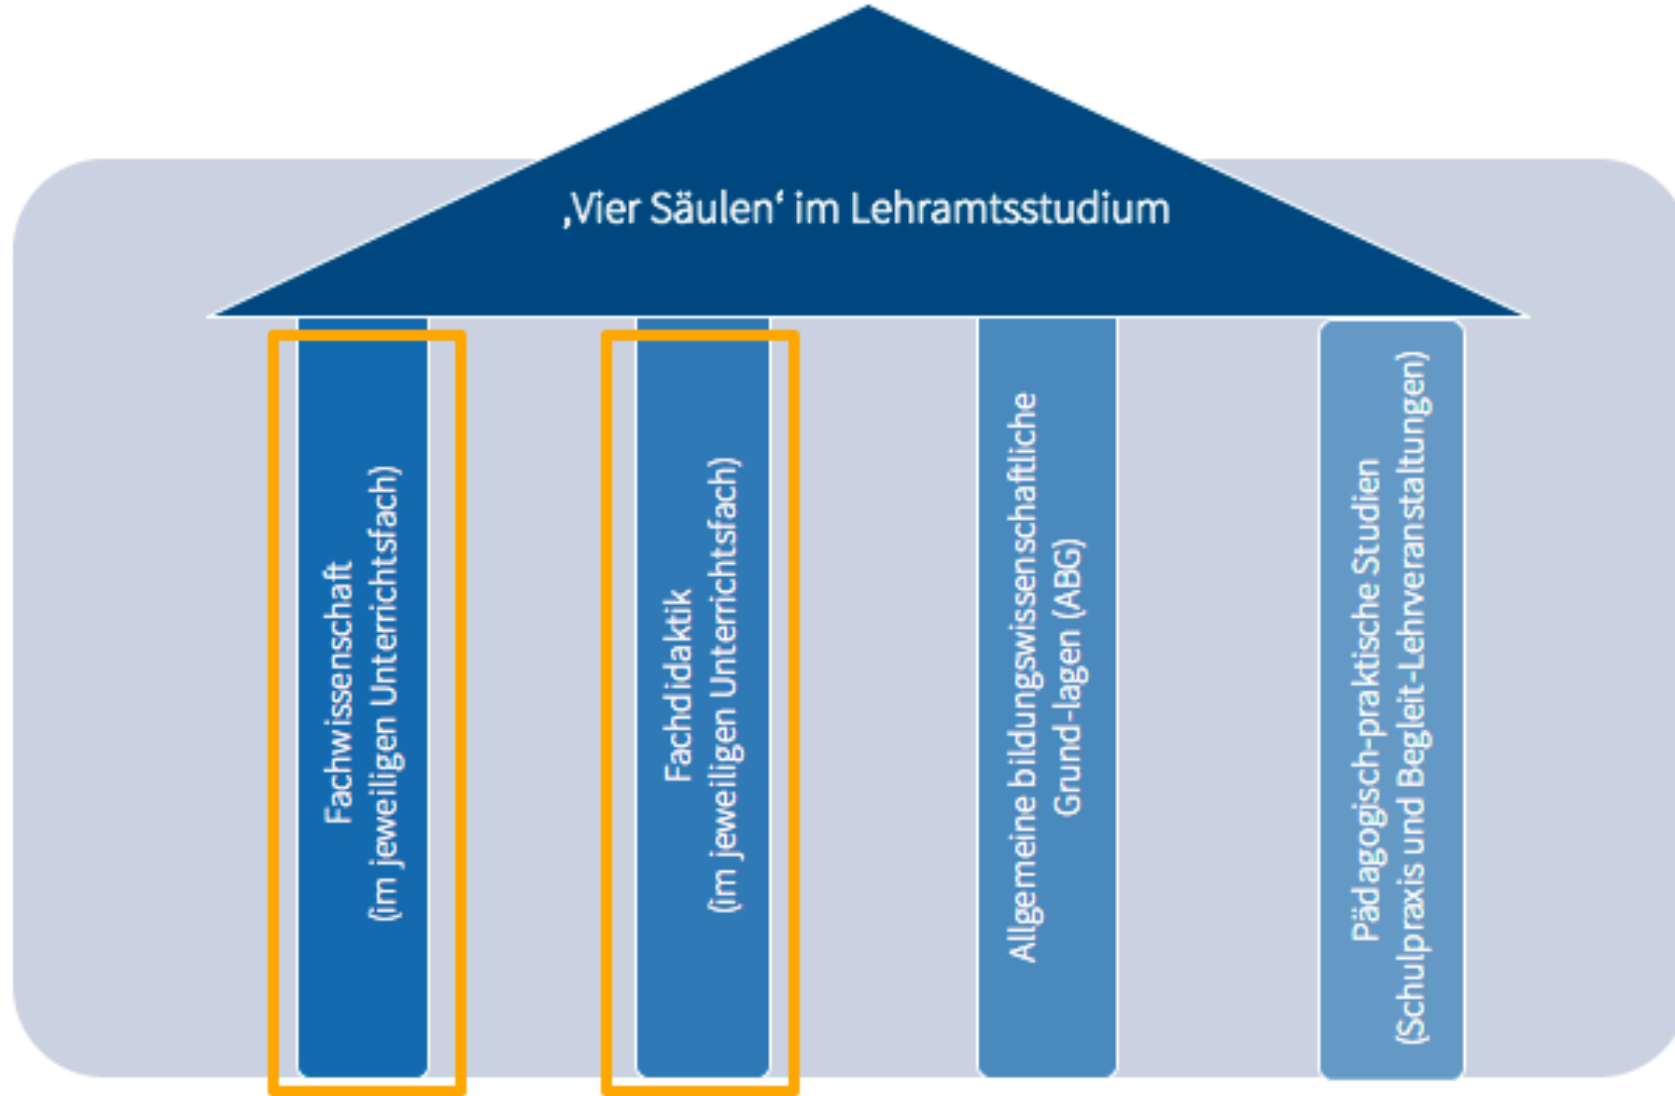 ‚Vier Säulen‘ im Lehramtsstudium
Fachwissenschaft
(im jeweiligen Unterrichtsfach)
Fachdidaktik
(im jeweiligen Unterrichtsfach)
Allgemeine bildungswissenschaftliche
Grund-lagen (ABG)
Pädagogisch-praktische Studien
(Schulpraxis und Begleit-Lehrveranstaltungen)